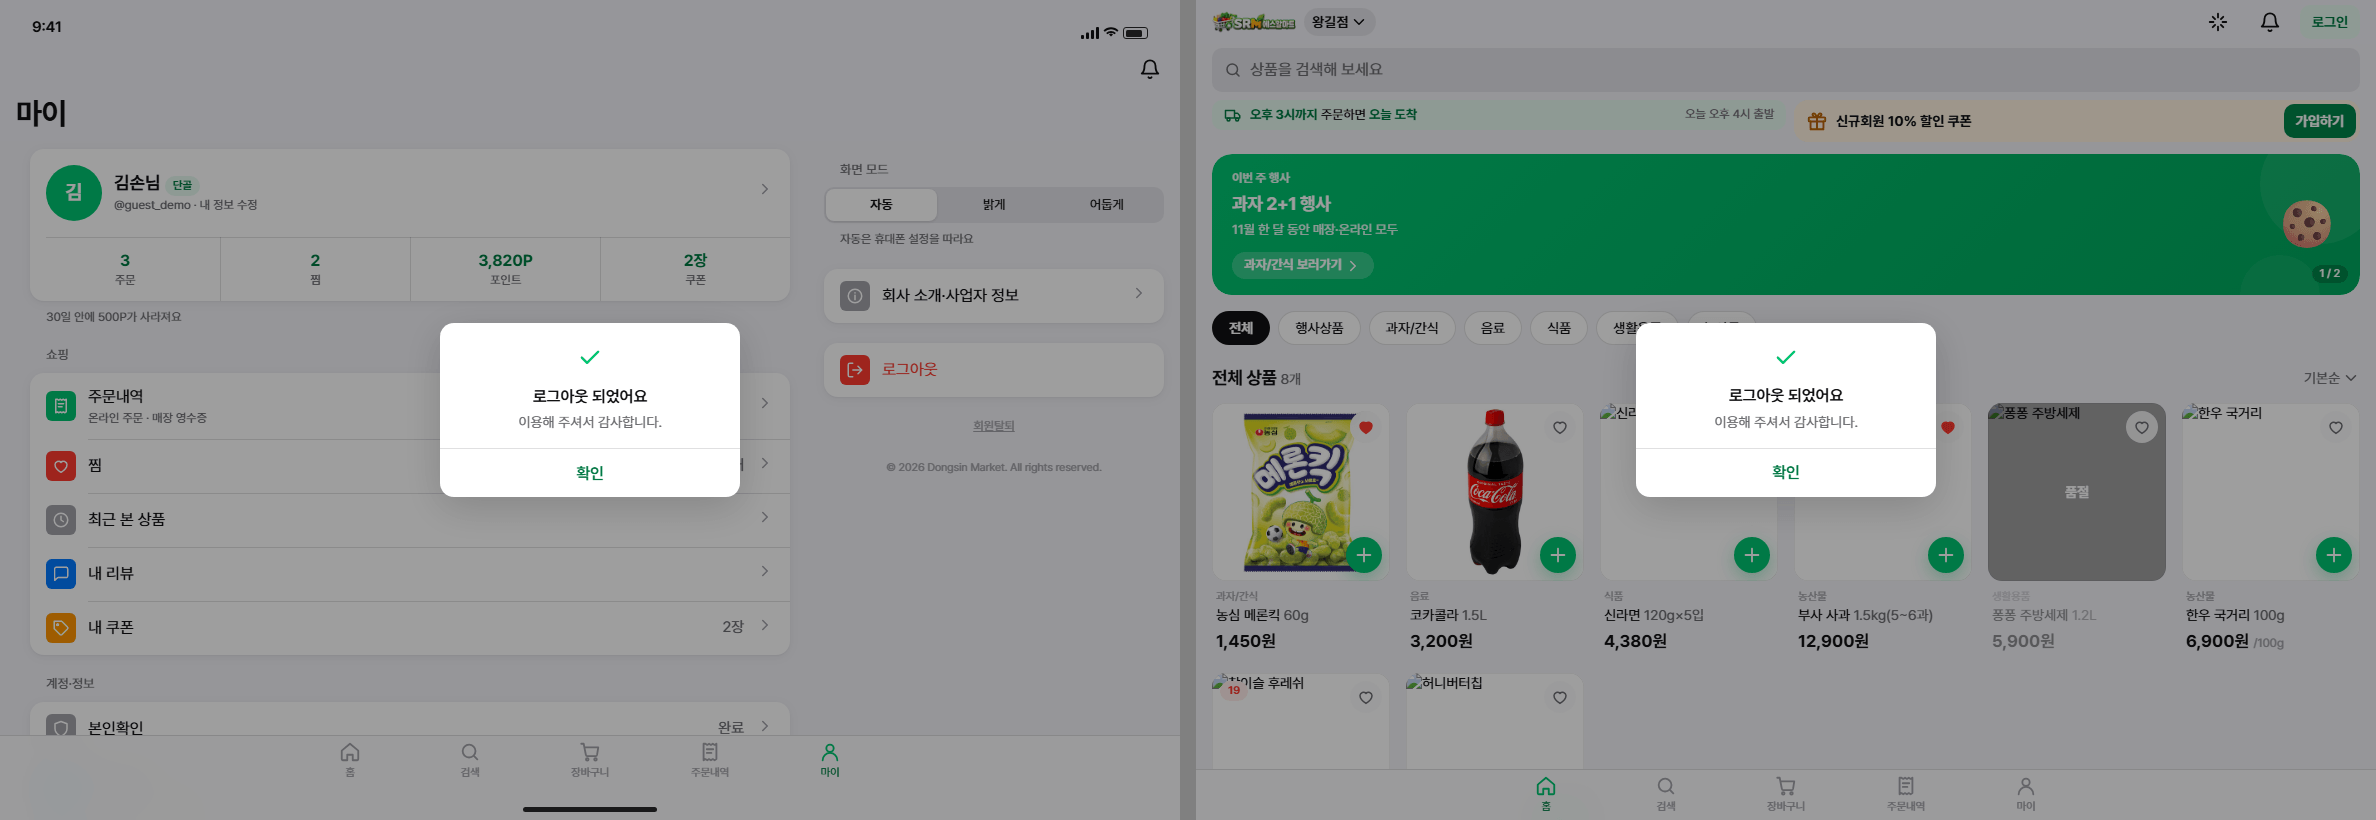 9:41
마이
김
김손님 단골
@guest_demo · 내 정보 수정
3
주문
2
찜
3,820P
포인트
2장
쿠폰
30일 안에 500P가 사라져요
쇼핑
주문내역
온라인 주문 · 매장 영수증
찜
최근 본 상품
내 리뷰
내 쿠폰 2장
계정·정보
본인확인 완료
화면 모드
자동 밝게 어둡게
자동은 휴대폰 설정을 따라요
회사 소개·사업자 정보
로그아웃
회원탈퇴
© 2026 Dongsin Market. All rights reserved.
로그아웃 되었어요
이용해 주셔서 감사합니다.
확인
홈 검색 장바구니 주문내역 마이
SRM 에스알마트 왕길점 로그인
상품을 검색해 보세요
오후 3시까지 주문하면 오늘 도착 오늘 오후 4시 출발
신규회원 10% 할인 쿠폰 가입하기
이번 주 행사
과자 2+1 행사
11월 한 달 동안 매장·온라인 모두
과자/간식 보러가기
1 / 2
전체 행사상품 과자/간식 음료 식품
전체 상품 8개 기본순
로그아웃 되었어요
이용해 주셔서 감사합니다.
확인
농심
메론킥
Coca-Cola
퐁퐁 주방세제
품절
한우 국거리
과자/간식
농심 메론킥 60g
1,450원
음료
코카콜라 1.5L
3,200원
식품
신라면 120g×5입
4,380원
농산물
부사 사과 1.5kg(5~6과)
12,900원
생활용품
퐁퐁 주방세제 1.2L
5,900원
농산물
한우 국거리 100g
6,900원 /100g
19
참이슬 후레쉬
허니버터칩
홈 검색 장바구니 주문내역 마이